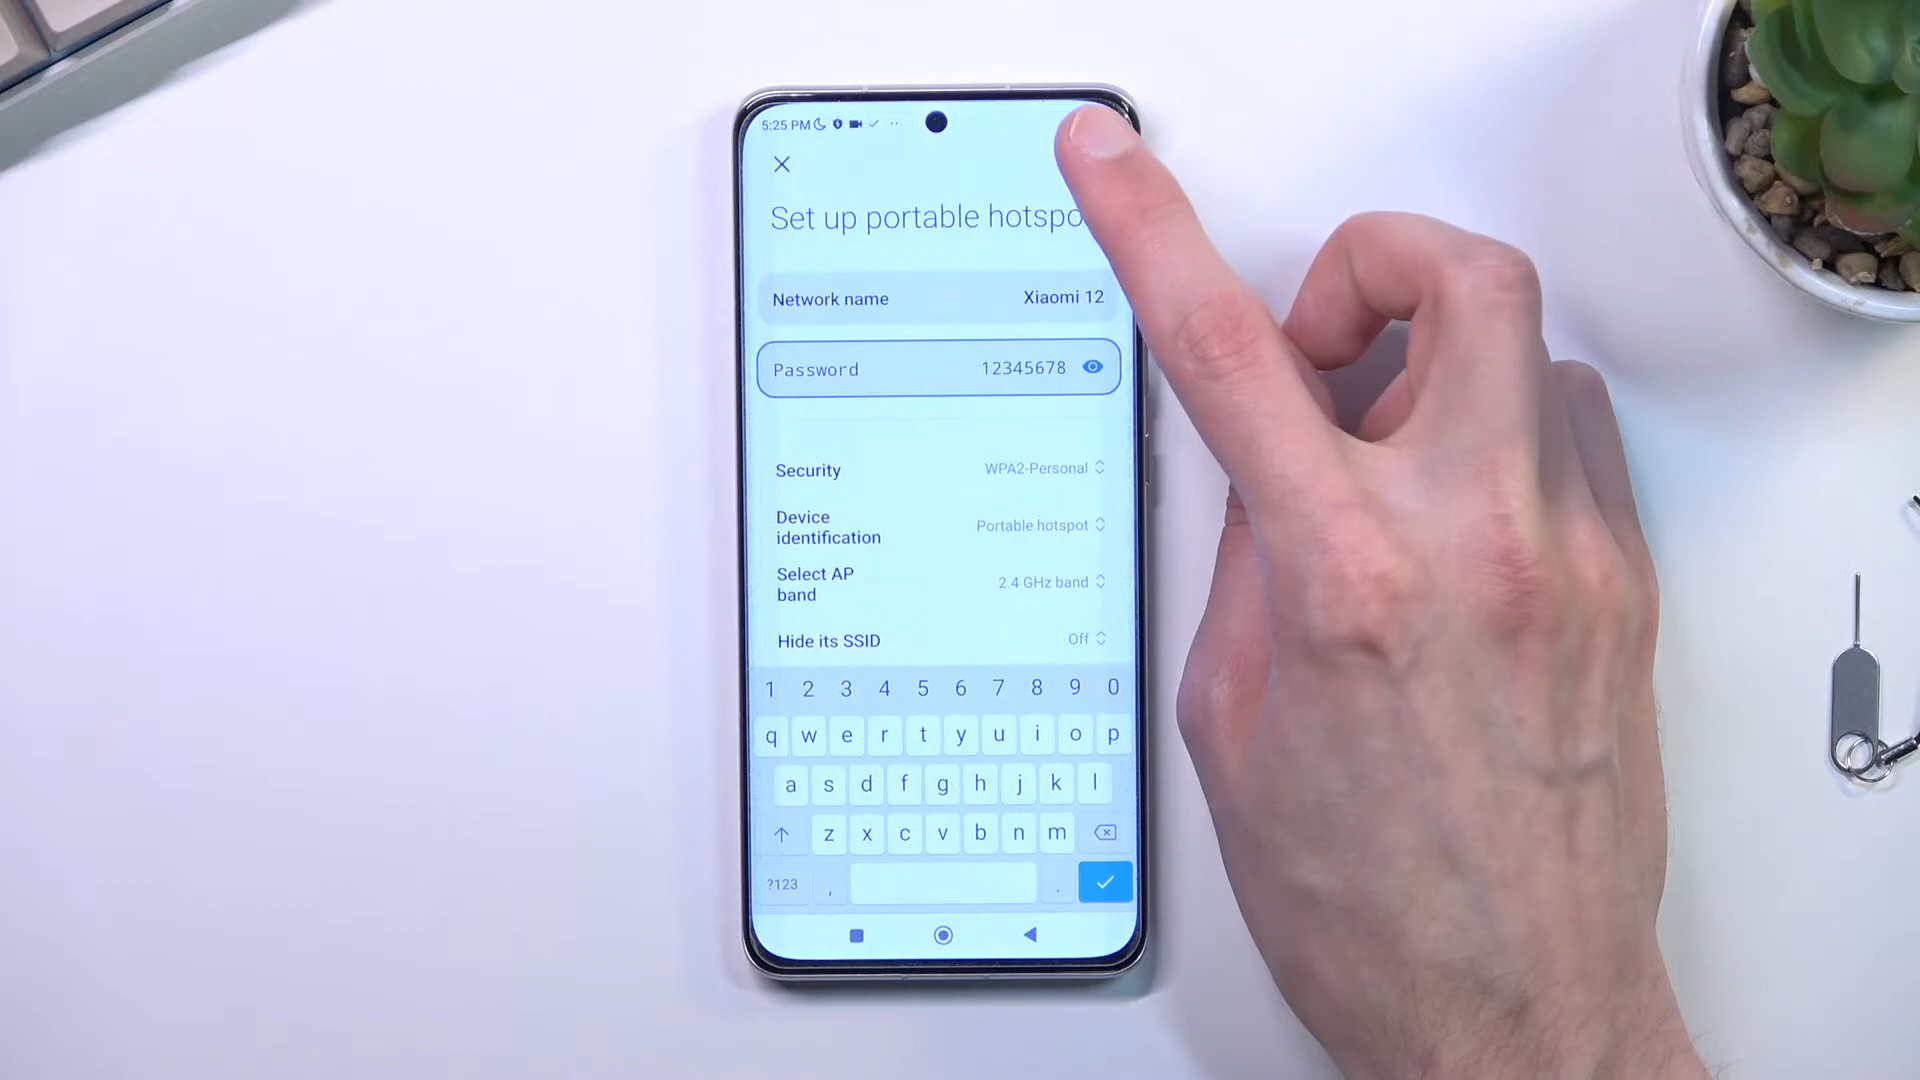 5:25 PM
Set up portable hotspo
Network name Xiaomi 12
Password 12345678
Security WPA2-Personal
Device
identification Portable hotspot
Select AP
band 2.4 GHz band
Hide its SSID Off
1 2 3 4 5 6 7 8 9 0
q w e r t y u i o p
a s d f g h j k l
z x c v b n m
?123 , .